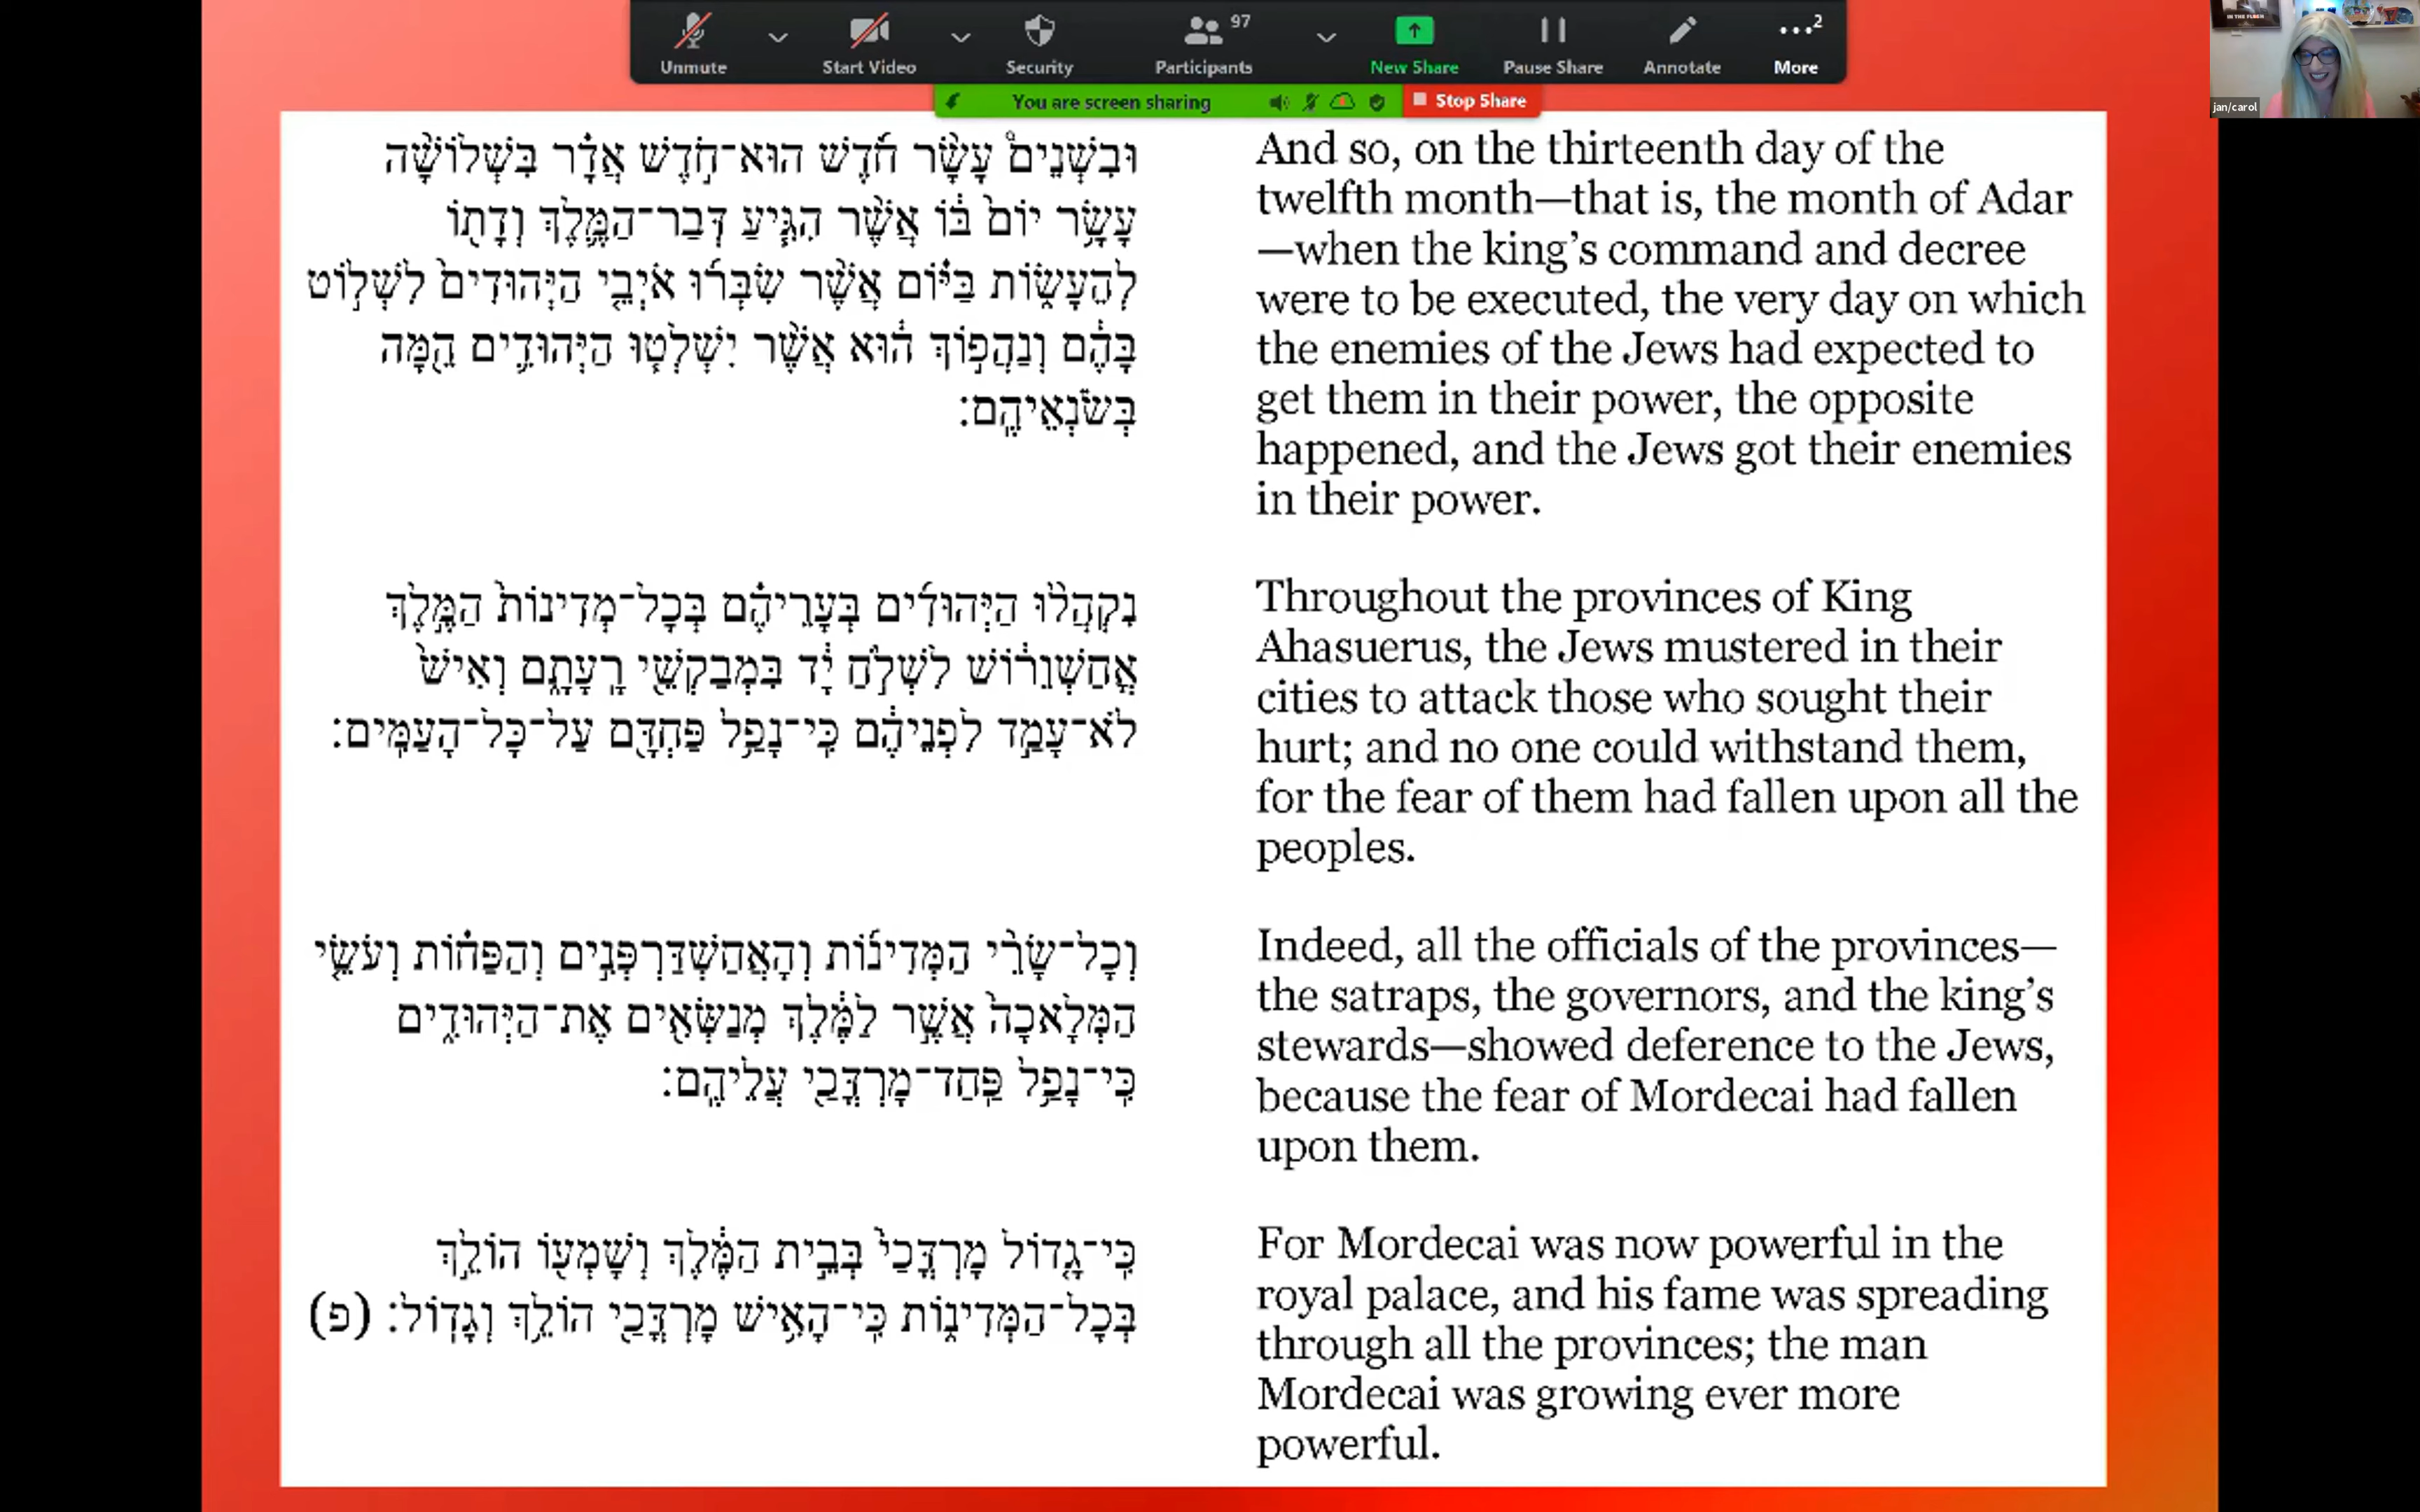 Unmute
Start Video
Security
Participants
97
New Share
Pause Share
Annotate
More
2
You are screen sharing
Stop Share
jan/carol
וּבִשְׁנֵים֩ עָשָׂ֨ר חֹ֜דֶשׁ הוּא־חֹ֣דֶשׁ אֲדָ֗ר בִּשְׁלוֹשָׁ֨ה
עָשָׂ֥ר יוֹם֙ בּ֔וֹ אֲשֶׁ֨ר הִגִּ֧יעַ דְּבַר־הַמֶּ֛לֶךְ וְדָת֖וֹ
לְהֵעָשׂ֑וֹת בַּיּ֗וֹם אֲשֶׁ֨ר שִׂבְּר֜וּ אֹיְבֵ֤י הַיְּהוּדִים֙ לִשְׁל֣וֹט
בָּהֶ֔ם וְנַהֲפ֣וֹךְ ה֔וּא אֲשֶׁ֨ר יִשְׁלְט֧וּ הַיְּהוּדִ֛ים הֵ֖מָּה
בְּשֹׂנְאֵיהֶֽם׃
נִקְהֲל֨וּ הַיְּהוּדִ֜ים בְּעָרֵיהֶ֗ם בְּכָל־מְדִינוֹת֙ הַמֶּ֣לֶךְ
אֳחַשְׁוֵר֔וֹשׁ לִשְׁלֹ֣חַ יָ֔ד בִּמְבַקְשֵׁ֖י רָֽעָתָ֑ם וְאִישׁ֙
לֹא־עָמַ֣ד לִפְנֵיהֶ֔ם כִּֽי־נָפַ֥ל פַּחְדָּ֖ם עַל־כָּל־הָעַמִּֽים׃
וְכָל־שָׂרֵ֨י הַמְּדִינ֜וֹת וְהָאֲחַשְׁדַּרְפְּנִ֣ים וְהַפַּח֗וֹת וְעֹשֵׂ֤י
הַמְּלָאכָה֙ אֲשֶׁ֣ר לַמֶּ֔לֶךְ מְנַשְּׂאִ֖ים אֶת־הַיְּהוּדִ֑ים
כִּֽי־נָפַ֥ל פַּֽחַד־מָרְדֳּכַ֖י עֲלֵיהֶֽם׃
כִּֽי־גָ֤דוֹל מָרְדֳּכַי֙ בְּבֵ֣ית הַמֶּ֔לֶךְ וְשָׁמְע֖וֹ הוֹלֵ֣ךְ
בְּכָל־הַמְּדִינ֑וֹת כִּֽי־הָאִ֥ישׁ מָרְדֳּכַ֖י הוֹלֵ֥ךְ וְגָדֽוֹל׃ (פ)
And so, on the thirteenth day of the
twelfth month—that is, the month of Adar
—when the king’s command and decree
were to be executed, the very day on which
the enemies of the Jews had expected to
get them in their power, the opposite
happened, and the Jews got their enemies
in their power.
Throughout the provinces of King
Ahasuerus, the Jews mustered in their
cities to attack those who sought their
hurt; and no one could withstand them,
for the fear of them had fallen upon all the
peoples.
Indeed, all the officials of the provinces—
the satraps, the governors, and the king’s
stewards—showed deference to the Jews,
because the fear of Mordecai had fallen
upon them.
For Mordecai was now powerful in the
royal palace, and his fame was spreading
through all the provinces; the man
Mordecai was growing ever more
powerful.